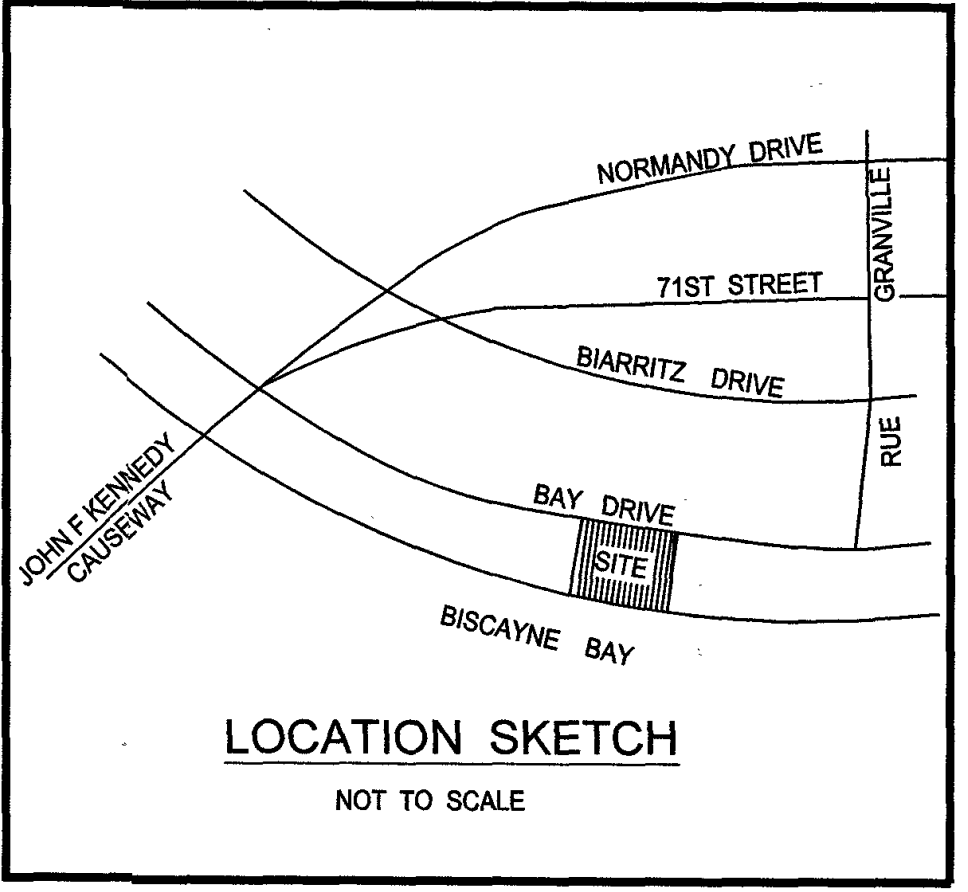 NORMANDY DRIVE
GRANVILLE
71ST STREET
BIARRITZ DRIVE
RUE
JOHN F KENNEDY
CAUSEWAY
BAY DRIVE
SITE
BISCAYNE BAY
LOCATION SKETCH
NOT TO SCALE